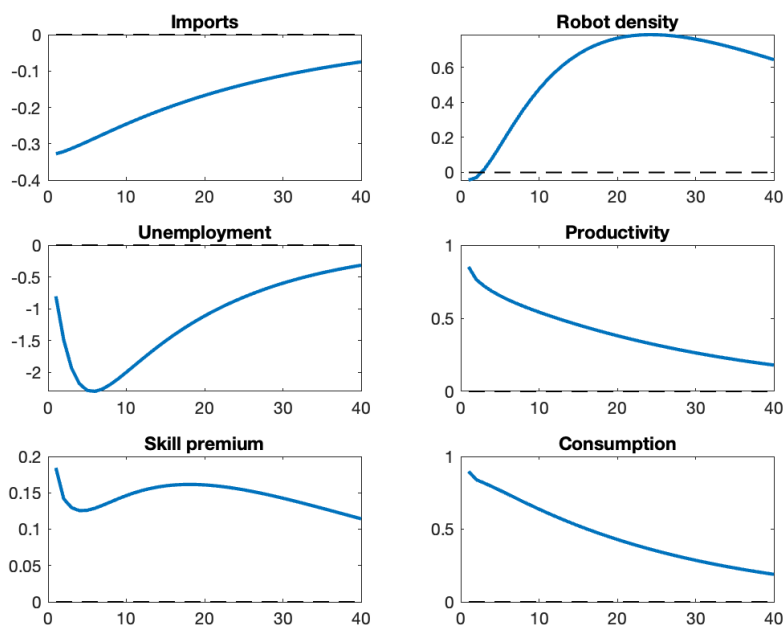 Imports
0
-0.1
-0.2
-0.3
-0.4
0 10 20 30 40
Robot density
0.6
0.4
0.2
0
0 10 20 30 40
Unemployment
0
-0.5
-1
-1.5
-2
0 10 20 30 40
Productivity
1
0.5
0
0 10 20 30 40
Skill premium
0.2
0.15
0.1
0.05
0
0 10 20 30 40
Consumption
1
0.5
0
0 10 20 30 40